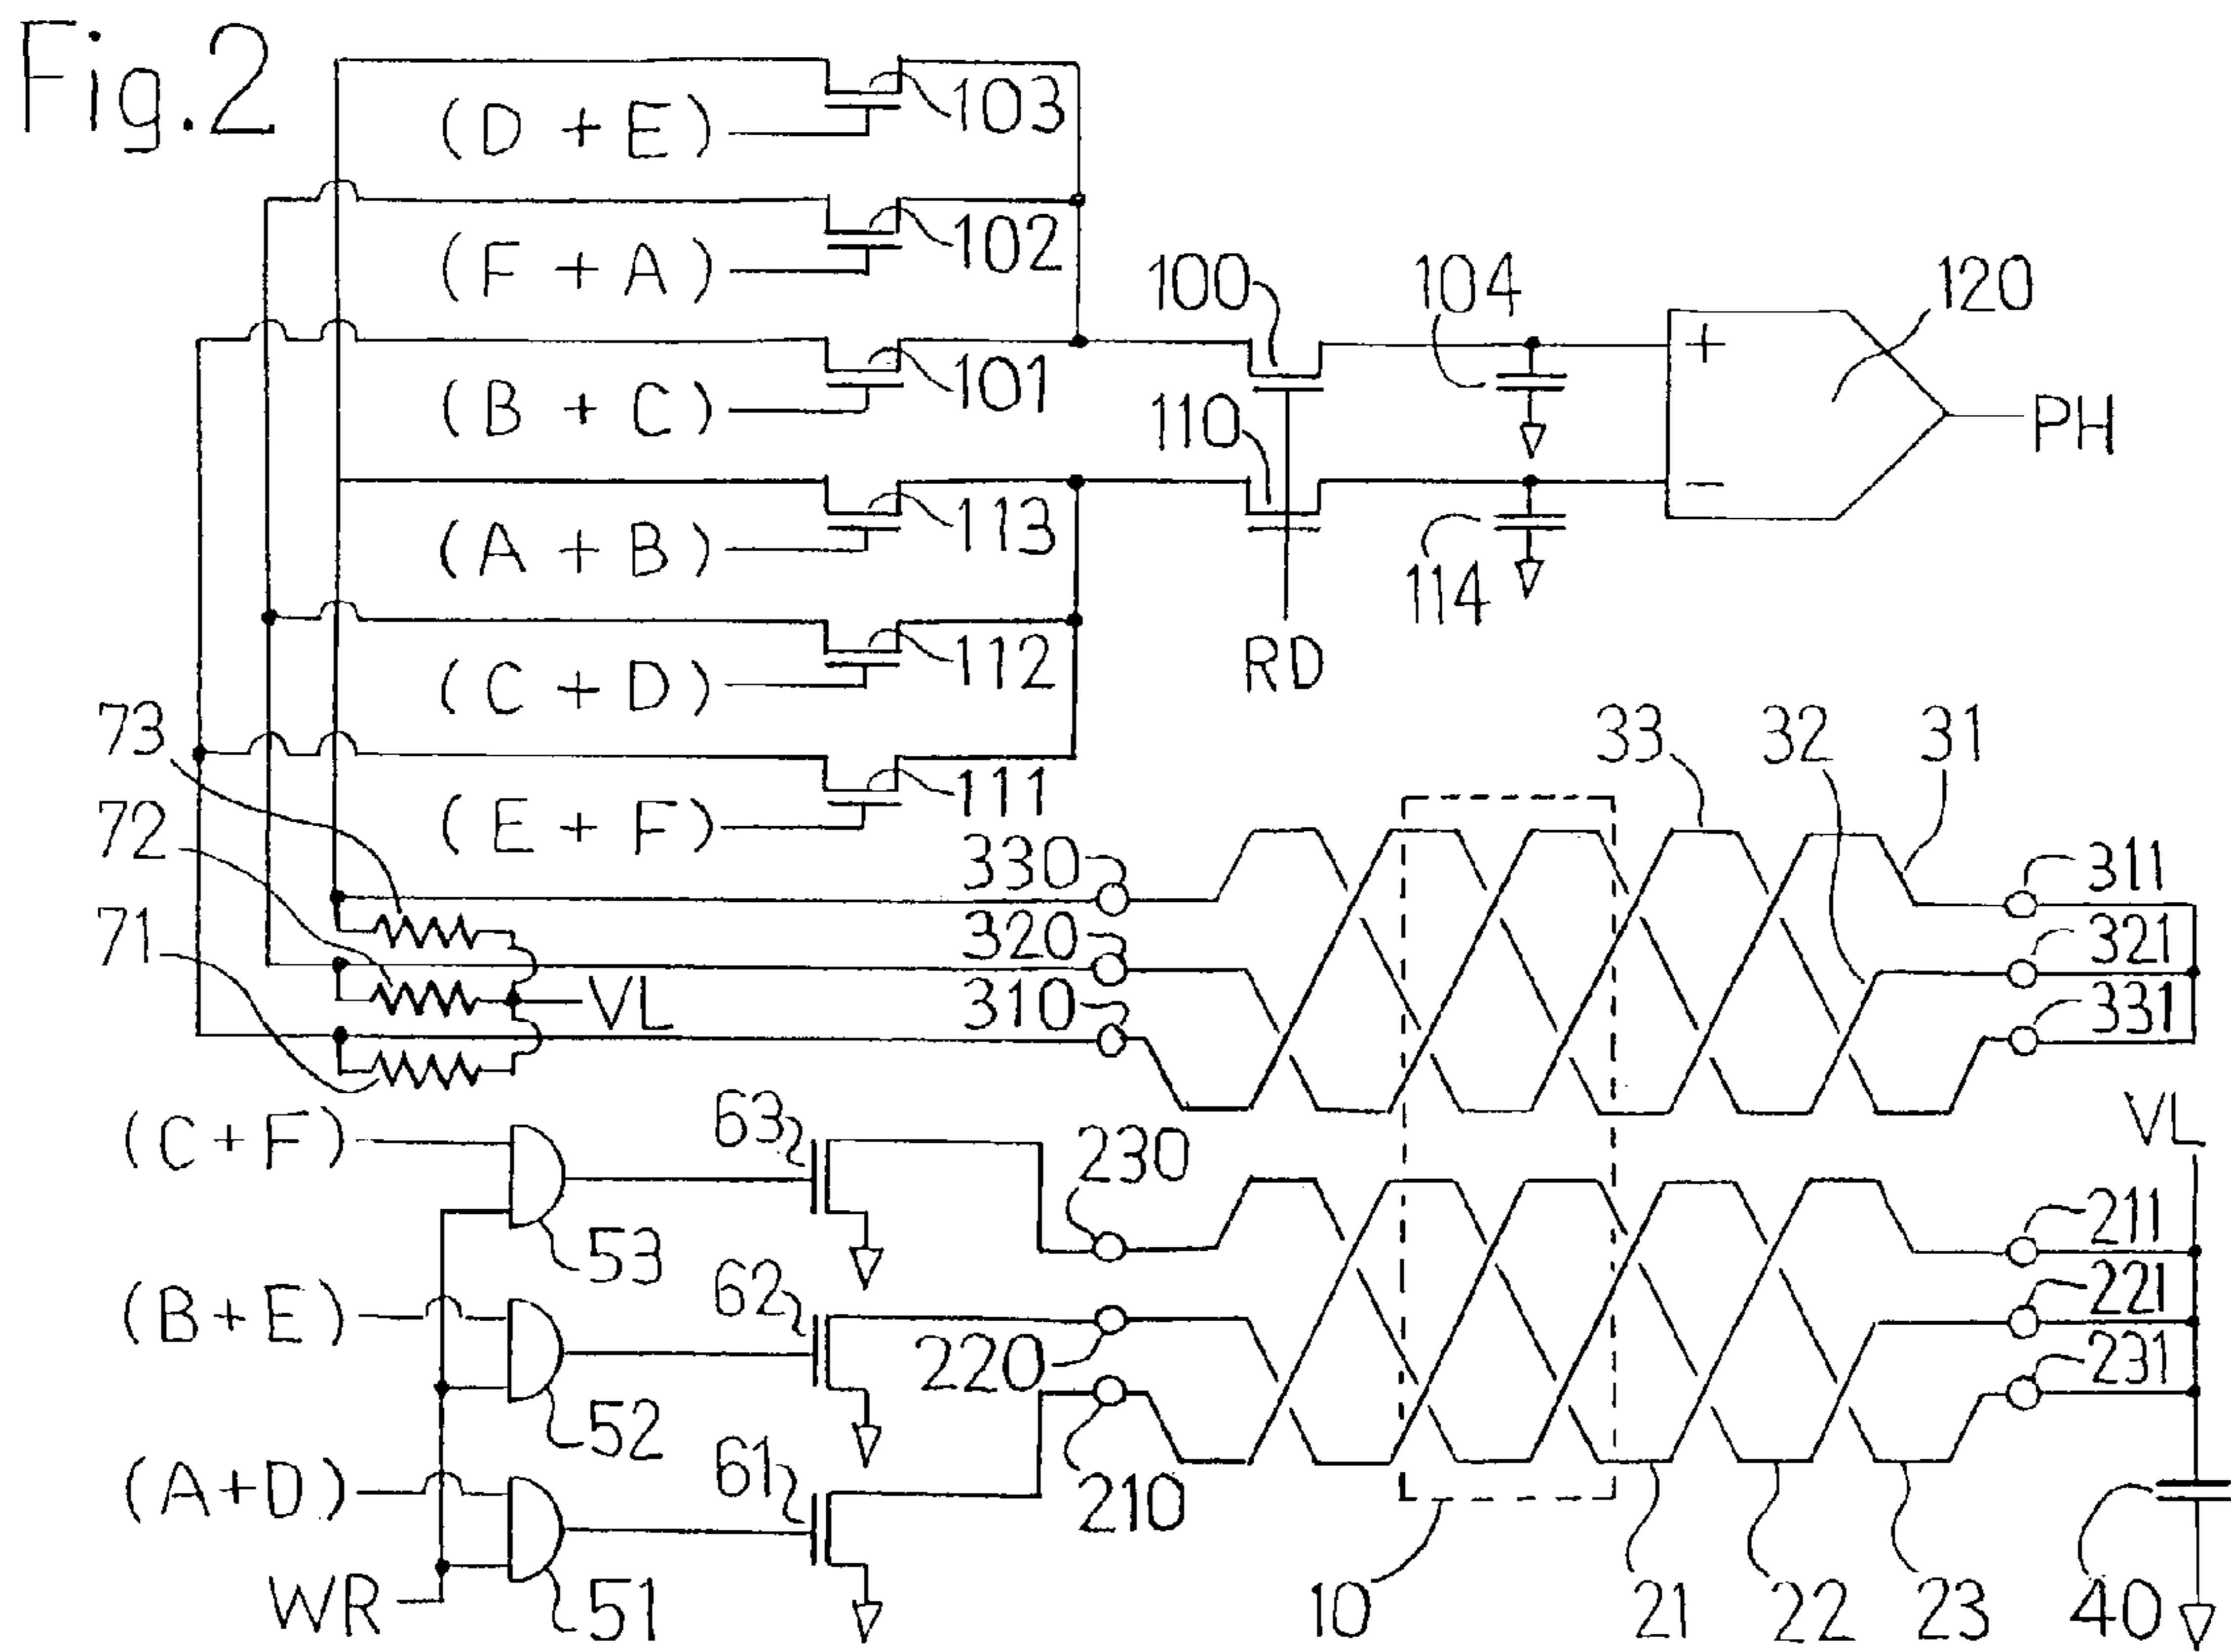 Fig.2
(D + E)
103
(F + A)
102
(B + C)
101
100
104
120
+
110
PH
(A + B)
113
−
114
(C + D)
112
RD
73
33
32
31
(E + F)
111
72
330
311
71
320
321
VL
310
331
(C+F)
63
230
VL
53
211
(B+E)
62
220
221
52
231
(A+D)
61
210
WR
51
10
21
22
23
40